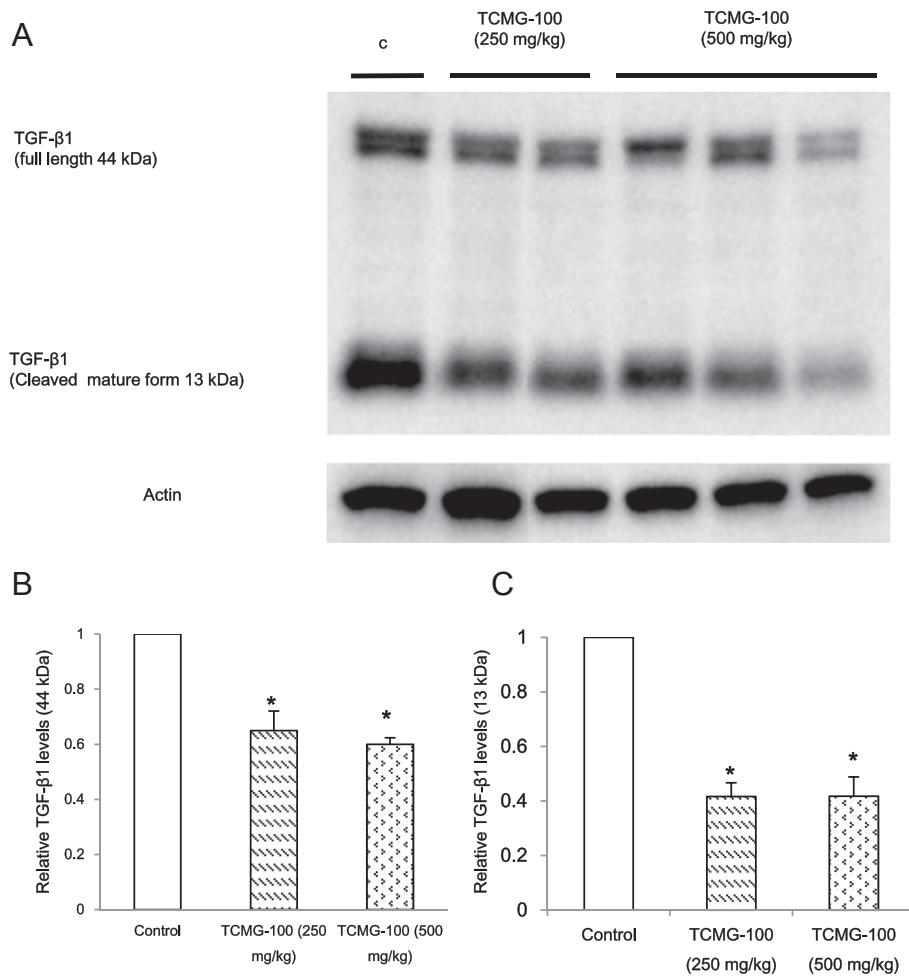 A
c
TCMG-100
(250 mg/kg)
TCMG-100
(500 mg/kg)
TGF-β1
(full length 44 kDa)
TGF-β1
(Cleaved mature form 13 kDa)
Actin
B
Relative TGF-β1 levels (44 kDa)
1
0.8
0.6
0.4
0.2
0
*
*
Control
TCMG-100 (250
mg/kg)
TCMG-100 (500
mg/kg)
C
Relative TGF-β1 levels (13 kDa)
1
0.8
0.6
0.4
0.2
0
*
*
Control
TCMG-100
(250 mg/kg)
TCMG-100
(500 mg/kg)